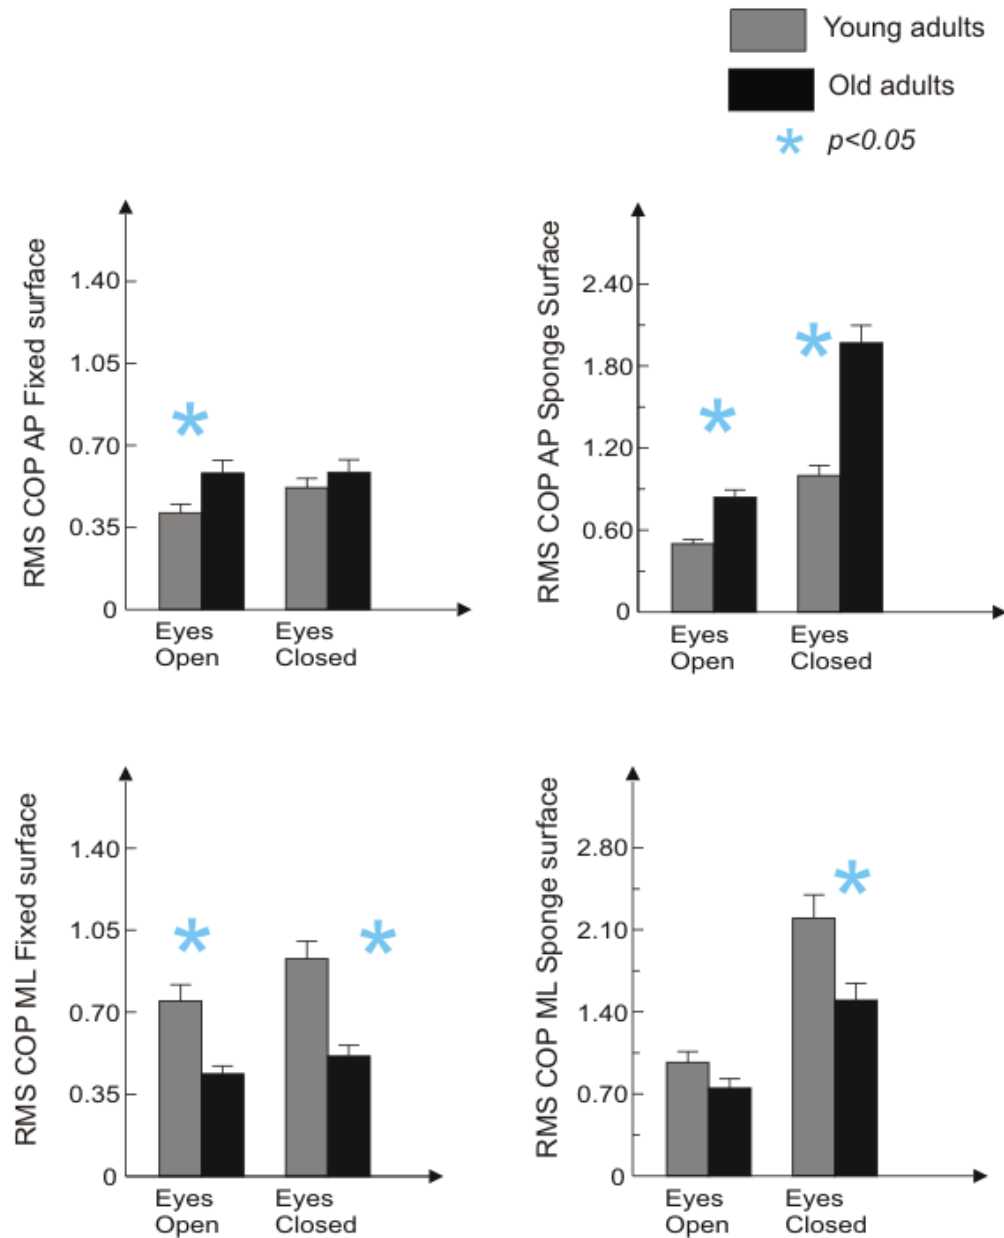 Young adults
Old adults
* p<0.05
RMS COP AP Fixed surface
1.40
1.05
0.70
0.35
0
Eyes
Open
Eyes
Closed
RMS COP AP Sponge Surface
2.40
1.80
1.20
0.60
0
Eyes
Open
Eyes
Closed
*
*
*
RMS COP ML Fixed surface
1.40
1.05
0.70
0.35
0
Eyes
Open
Eyes
Closed
*
*
RMS COP ML Sponge surface
2.80
2.10
1.40
0.70
0
Eyes
Open
Eyes
Closed
*